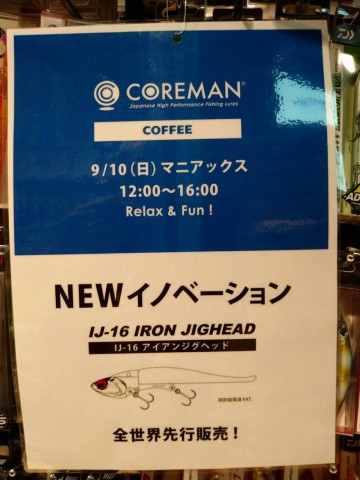 COREMAN®
Japanese High Performance Fishing Lures
COFFEE
9/10(日)マニアックス
12:00～16:00
Relax & Fun!
NEWイノベーション
IJ-16 IRON JIGHEAD
IJ-16 アイアンジグヘッド
全世界先行販売！